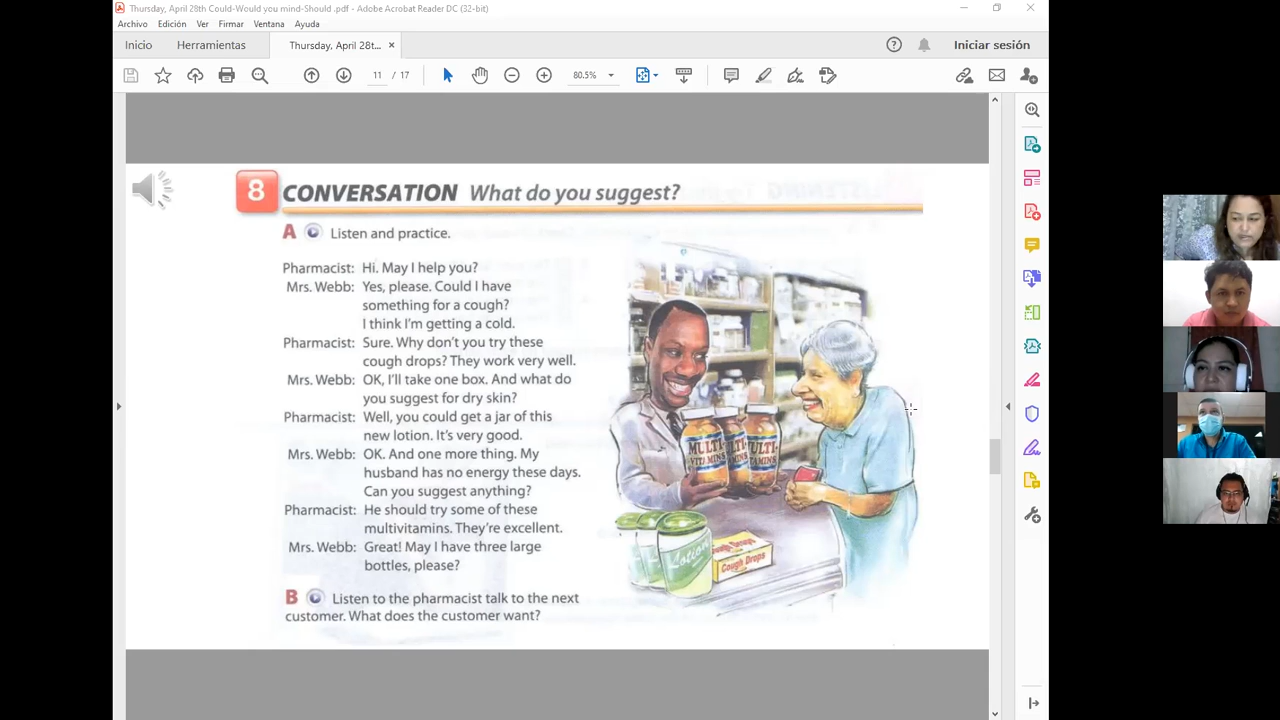 Thursday, April 28th Could-Would you mind-Should .pdf - Adobe Acrobat Reader DC (32-bit)
Archivo Edición Ver Firmar Ventana Ayuda
Inicio Herramientas Thursday, April 28t... × Iniciar sesión
11 / 17 80.5%
8 CONVERSATION What do you suggest?
A Listen and practice.
Pharmacist: Hi. May I help you?
Mrs. Webb: Yes, please. Could I have
something for a cough?
I think I'm getting a cold.
Pharmacist: Sure. Why don't you try these
cough drops? They work very well.
Mrs. Webb: OK, I'll take one box. And what do
you suggest for dry skin?
Pharmacist: Well, you could get a jar of this
new lotion. It's very good.
Mrs. Webb: OK. And one more thing. My
husband has no energy these days.
Can you suggest anything?
Pharmacist: He should try some of these
multivitamins. They're excellent.
Mrs. Webb: Great! May I have three large
bottles, please?
MULTI-
VITAMINS
Lotion
Cough Drops
Cough Drops
B Listen to the pharmacist talk to the next
customer. What does the customer want?